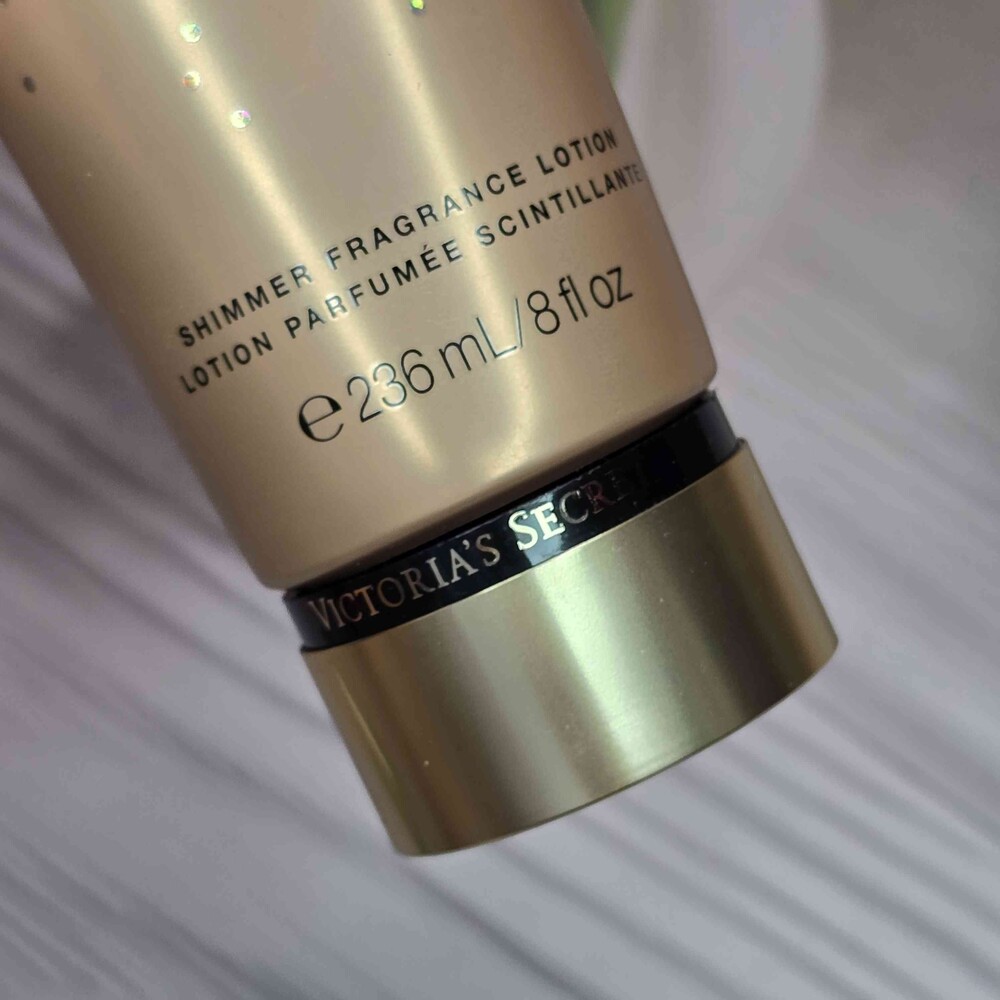 SHIMMER FRAGRANCE LOTION
LOTION PARFUMÉE SCINTILLANTE
℮ 236 mL/8 fl oz
VICTORIA'S SECRET